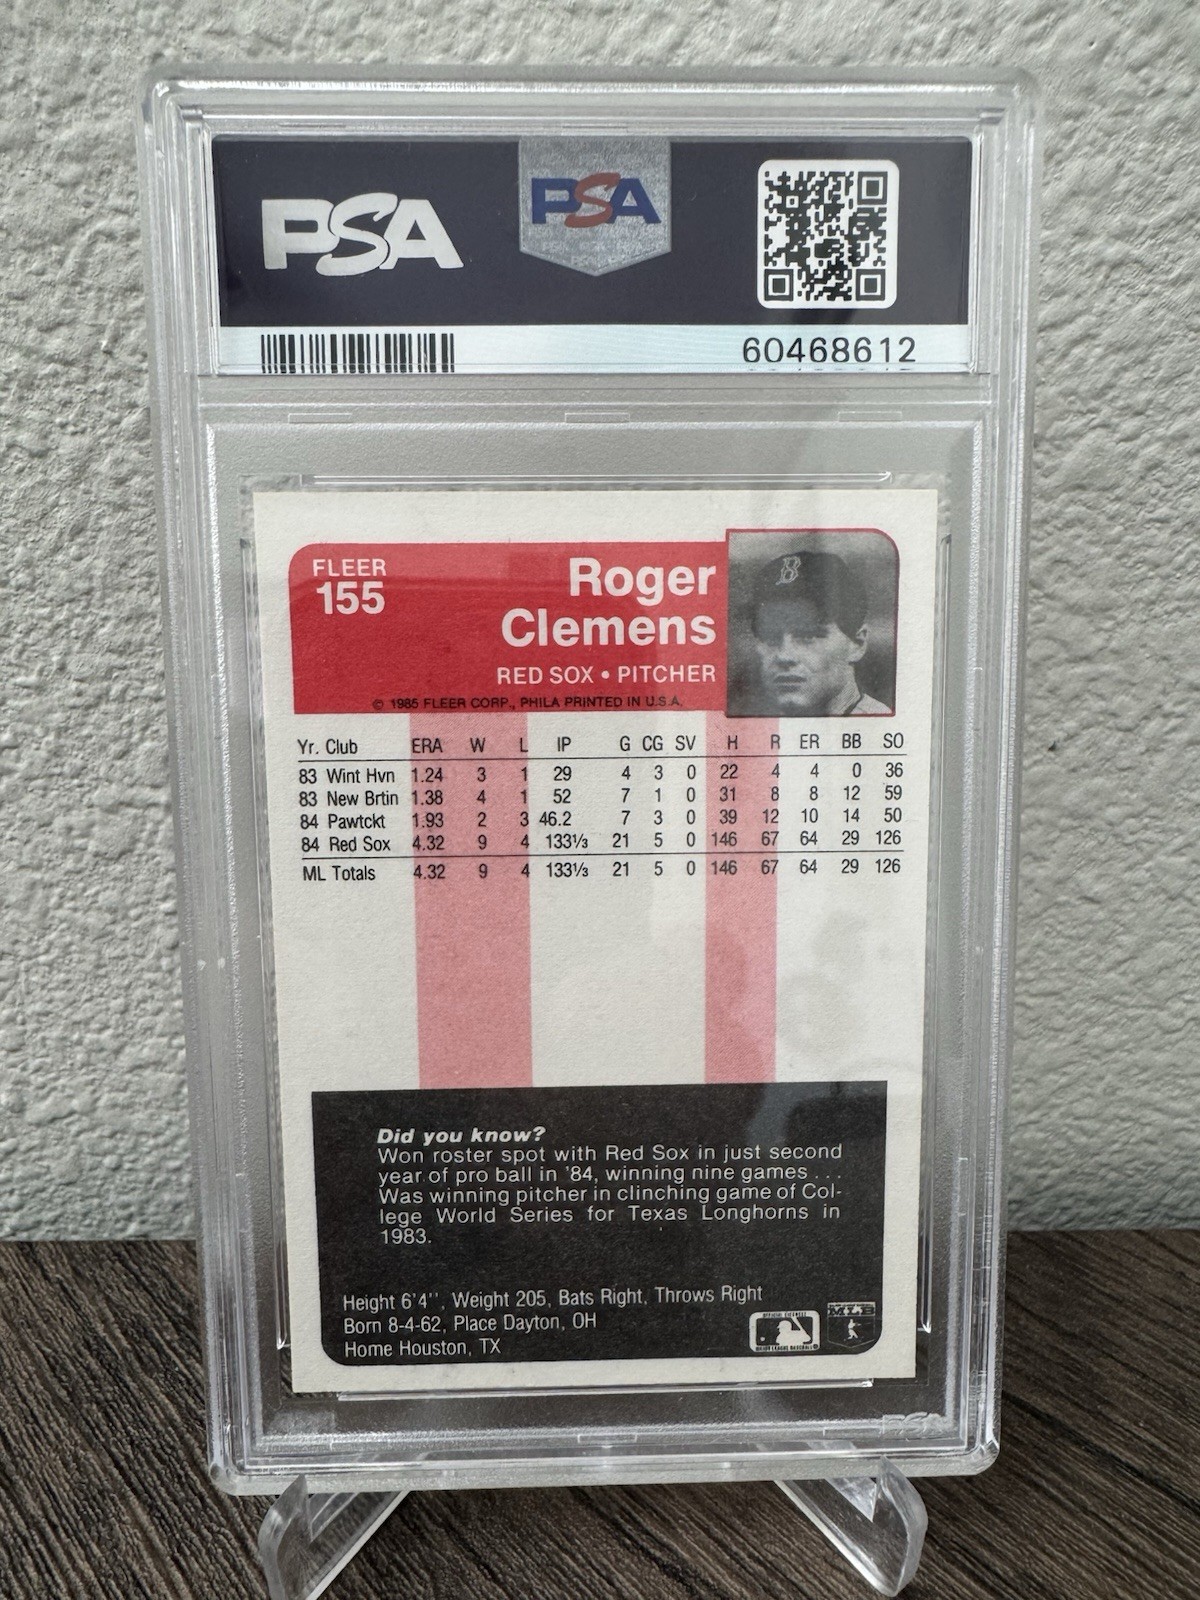 PSA
PSA
60468612
FLEER
155
Roger
Clemens
RED SOX • PITCHER
© 1985 FLEER CORP., PHILA PRINTED IN U.S.A.
Yr. Club ERA W L IP G CG SV H R ER BB SO
83 Wint Hvn 1.24 3 1 29 4 3 0 22 4 4 0 36
83 New Brtin 1.38 4 1 52 7 1 0 31 8 8 12 59
84 Pawtckt 1.93 2 3 46.2 7 3 0 39 12 10 14 50
84 Red Sox 4.32 9 4 133⅓ 21 5 0 146 67 64 29 126
ML Totals 4.32 9 4 133⅓ 21 5 0 146 67 64 29 126
Did you know?
Won roster spot with Red Sox in just second
year of pro ball in '84, winning nine games . . .
Was winning pitcher in clinching game of Col-
lege World Series for Texas Longhorns in
1983.
Height 6'4'', Weight 205, Bats Right, Throws Right
Born 8-4-62, Place Dayton, OH
Home Houston, TX
PSA